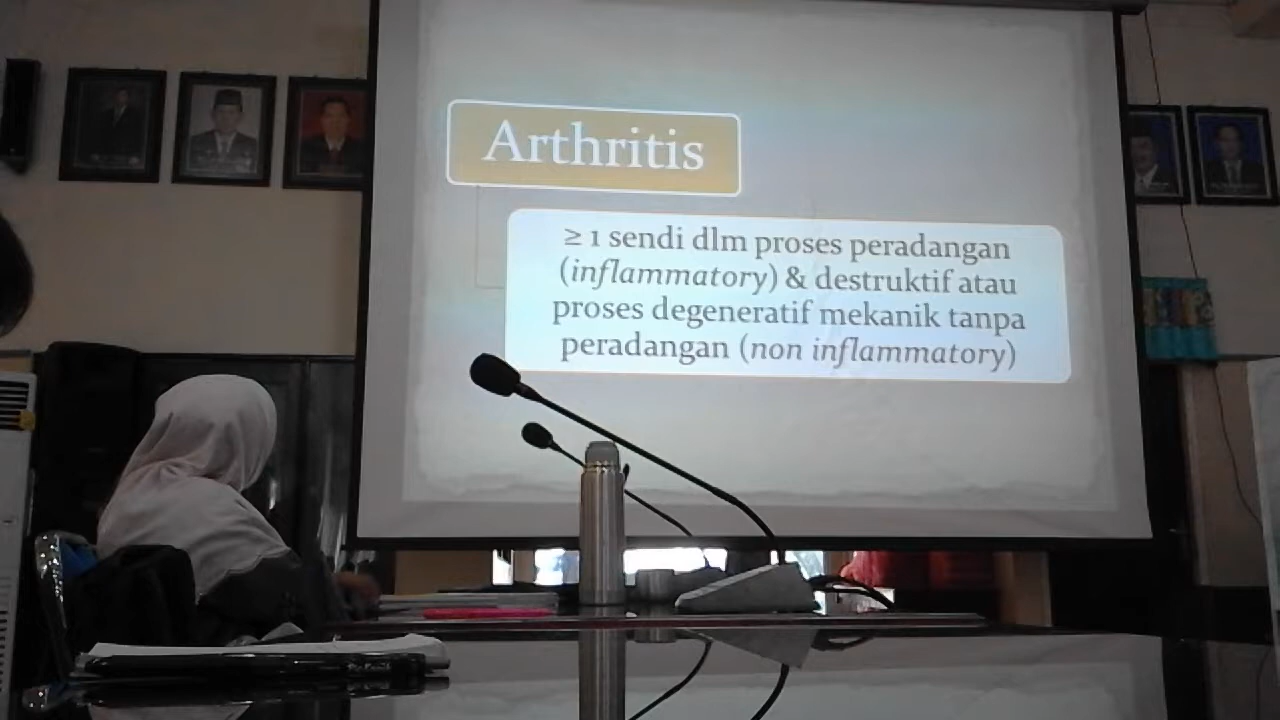 Arthritis
≥ 1 sendi dlm proses peradangan
(inflammatory) & destruktif atau
proses degeneratif mekanik tanpa
peradangan (non inflammatory)